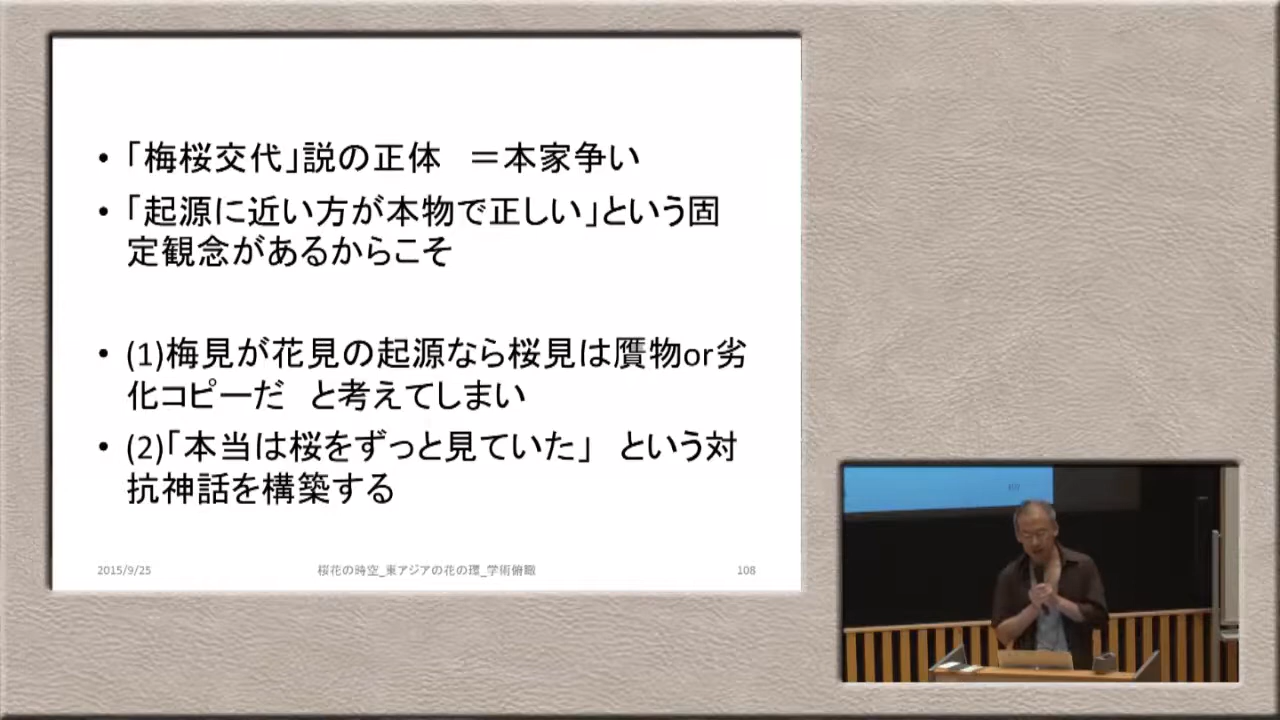 • 「梅桜交代」説の正体　＝本家争い
• 「起源に近い方が本物で正しい」という固
定観念があるからこそ
• (1)梅見が花見の起源なら桜見は贋物or劣
化コピーだ　と考えてしまい
• (2)「本当は桜をずっと見ていた」　という対
抗神話を構築する
2015/9/25
桜花の時空_東アジアの花の環_学術俯瞰
108